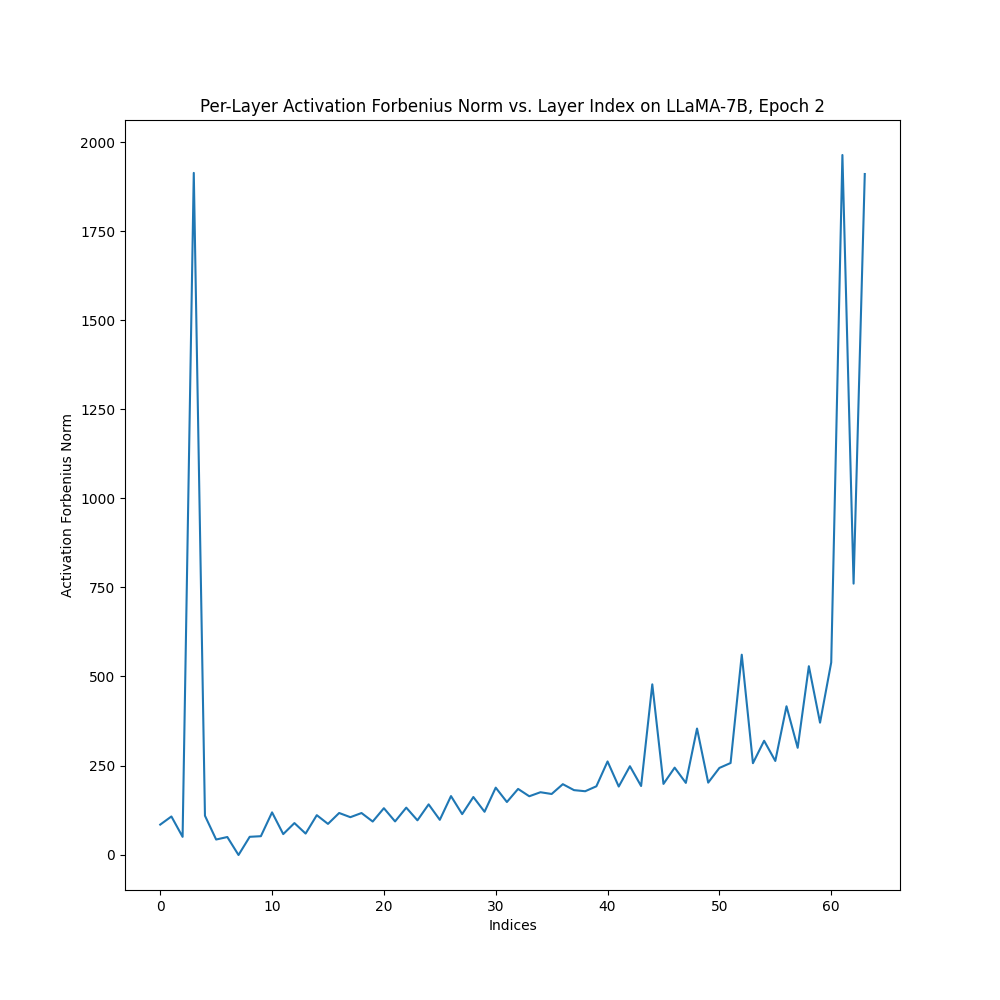 Per-Layer Activation Forbenius Norm vs. Layer Index on LLaMA-7B, Epoch 2
2000
1750
1500
1250
1000
750
500
250
0
Activation Forbenius Norm
0 10 20 30 40 50 60
Indices